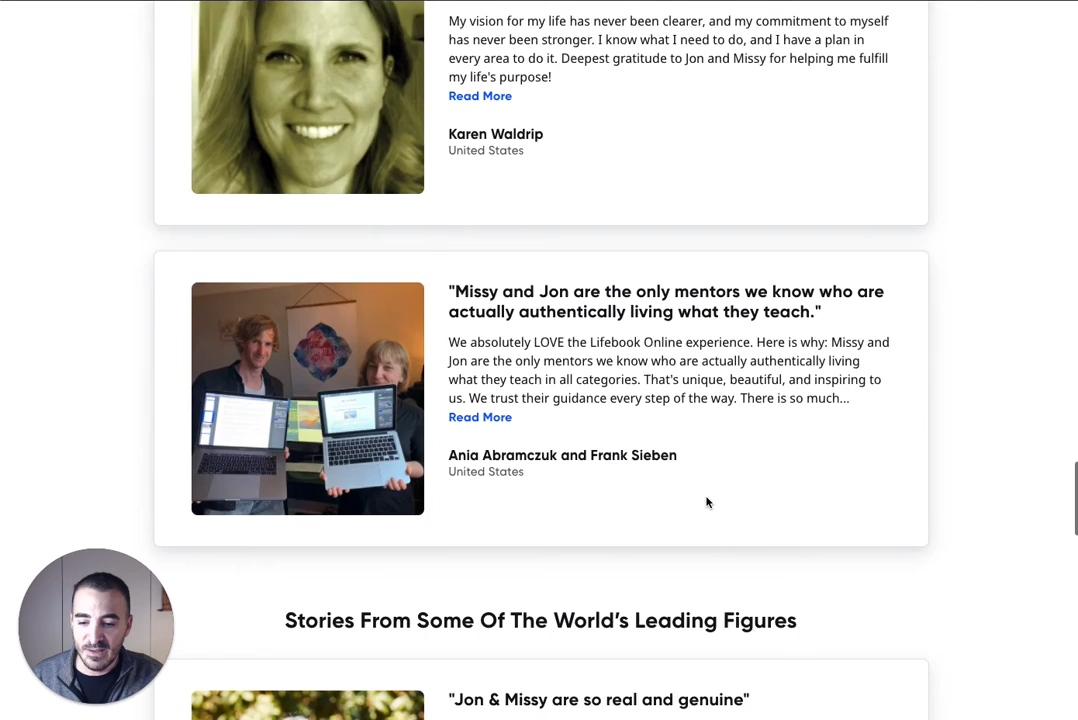 My vision for my life has never been clearer, and my commitment to myself
has never been stronger. I know what I need to do, and I have a plan in
every area to do it. Deepest gratitude to Jon and Missy for helping me fulfill
my life's purpose!
Read More
Karen Waldrip
United States
"Missy and Jon are the only mentors we know who are
actually authentically living what they teach."
We absolutely LOVE the Lifebook Online experience. Here is why: Missy and
Jon are the only mentors we know who are actually authentically living
what they teach in all categories. That's unique, beautiful, and inspiring to
us. We trust their guidance every step of the way. There is so much...
Read More
Ania Abramczuk and Frank Sieben
United States
Stories From Some Of The World’s Leading Figures
"Jon & Missy are so real and genuine"